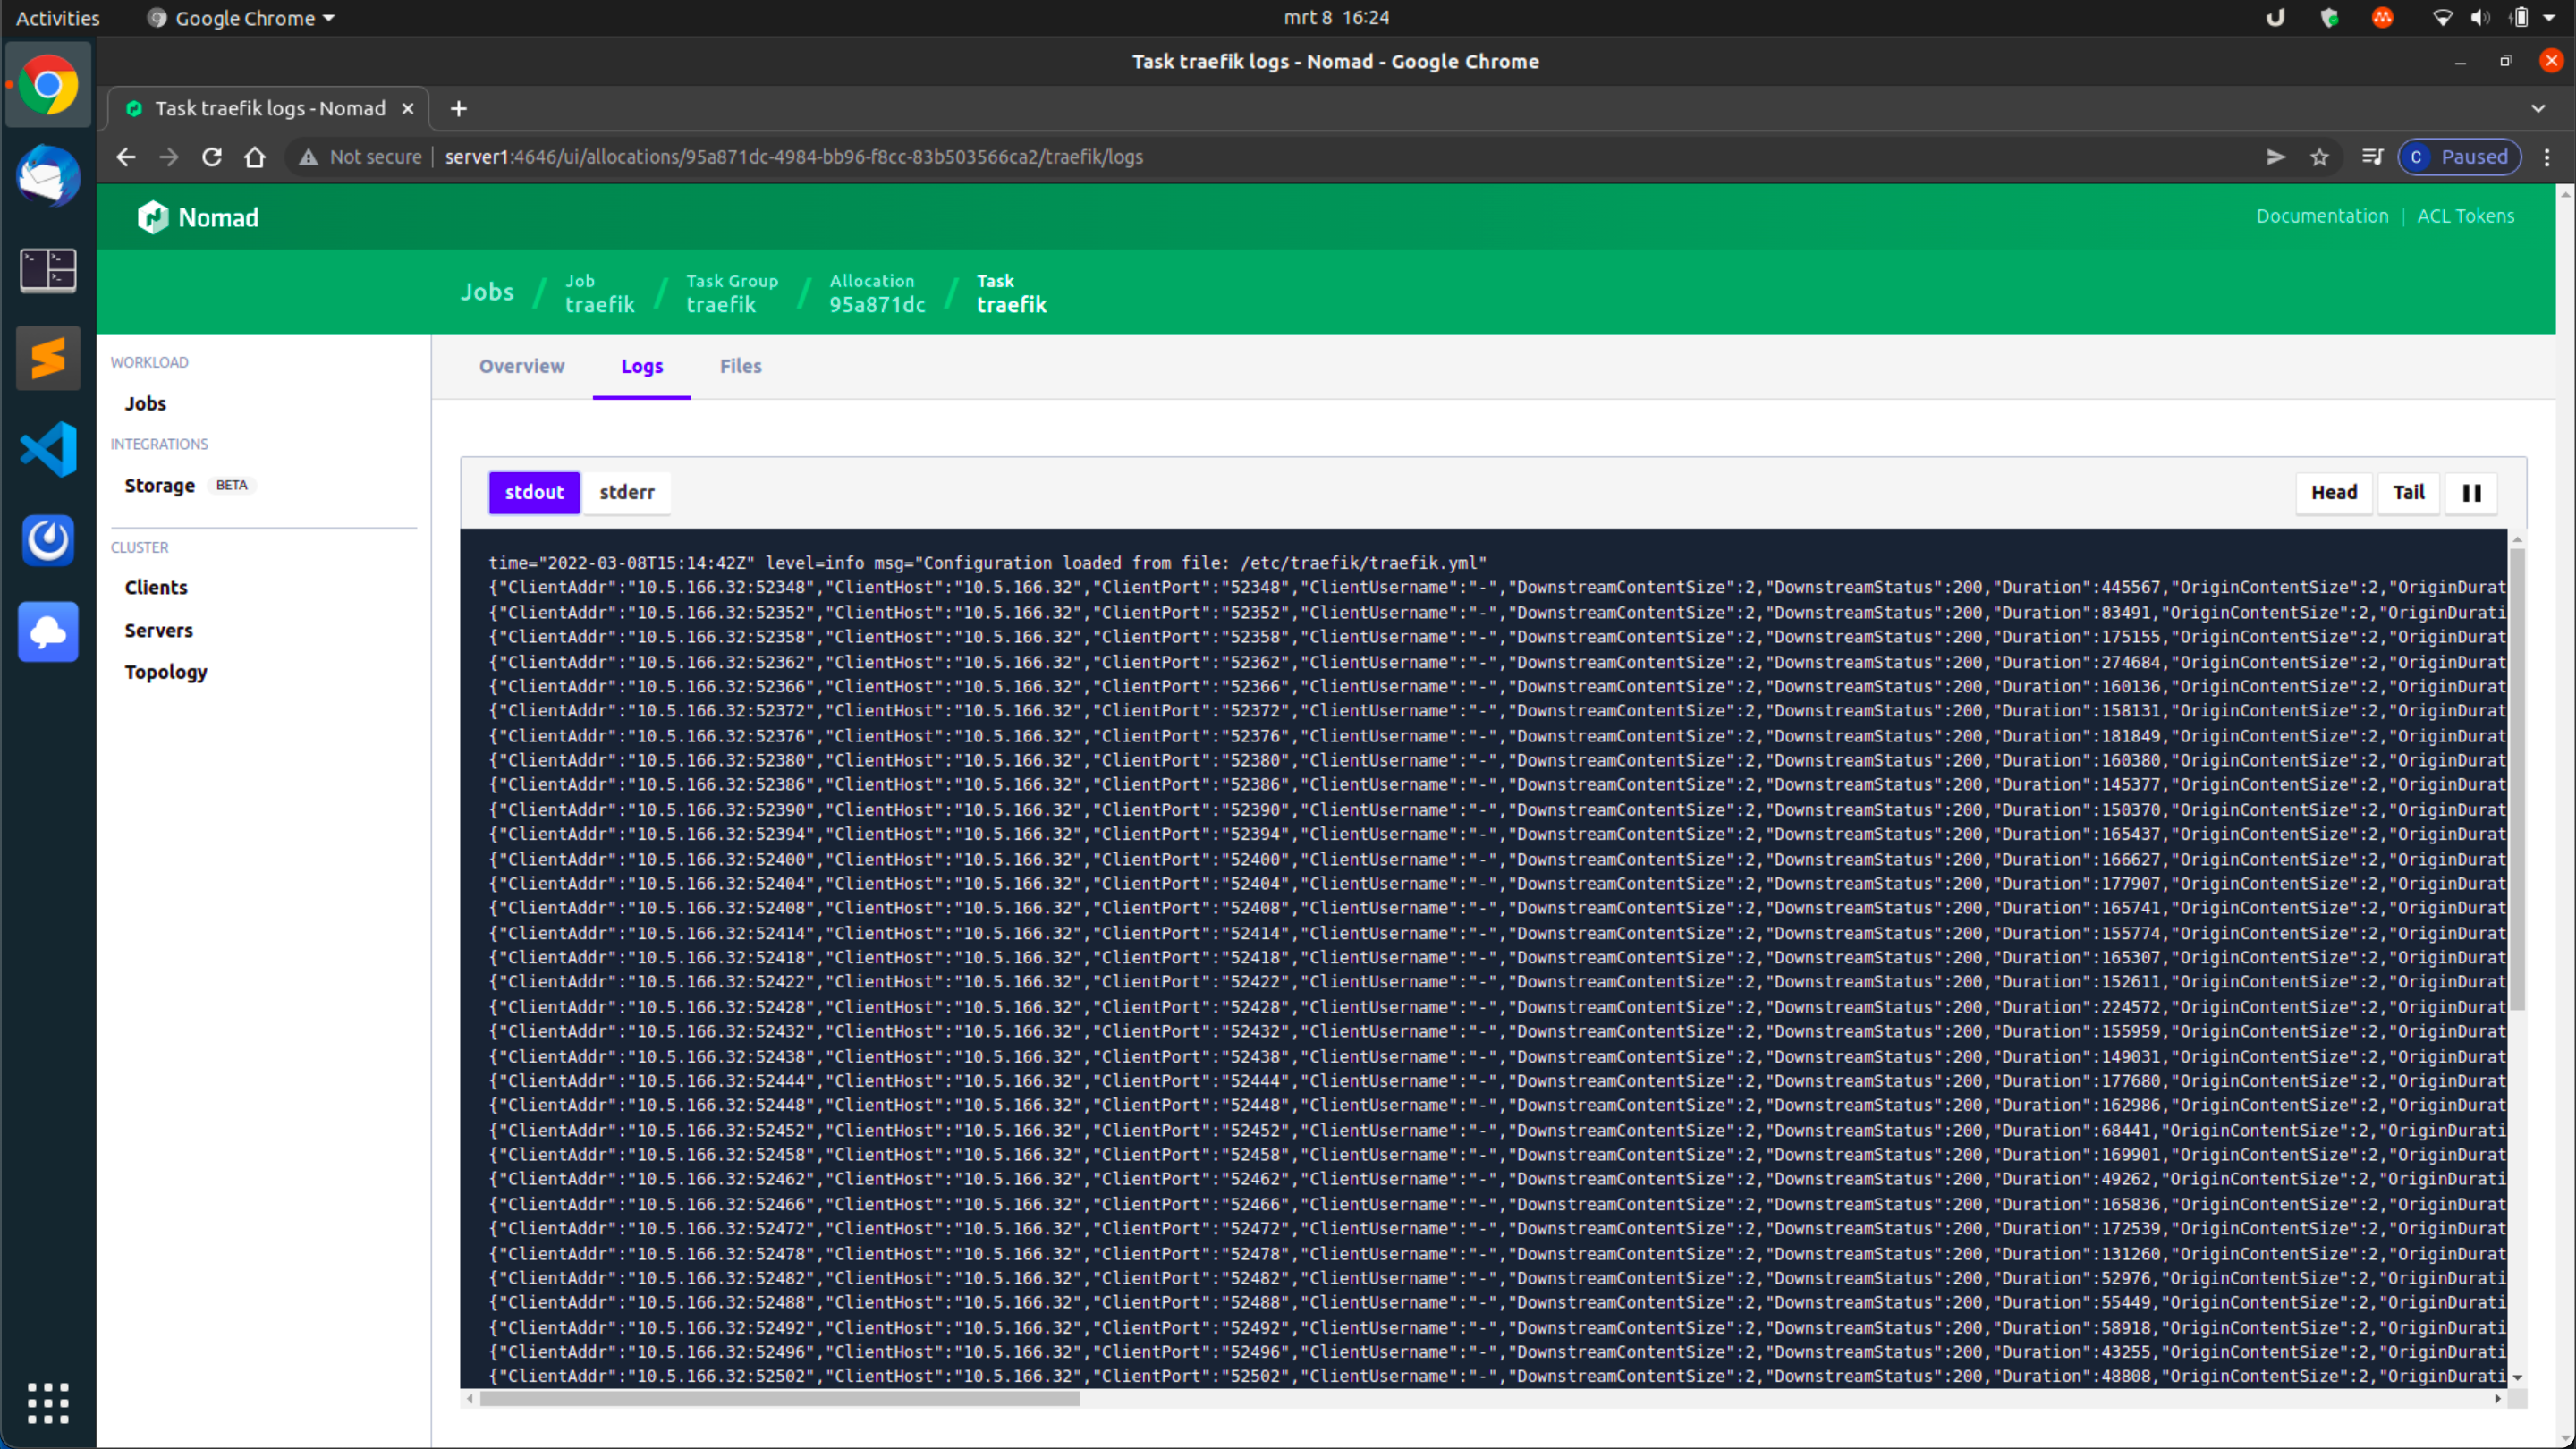 Activities Google Chrome mrt 8 16:24
Task traefik logs - Nomad - Google Chrome
Task traefik logs - Nomad
Not secure server1:4646/ui/allocations/95a871dc-4984-bb96-f8cc-83b503566ca2/traefik/logs C Paused
Nomad Documentation ACL Tokens
Jobs / Job traefik / Task Group traefik / Allocation 95a871dc / Task traefik
WORKLOAD
Jobs
INTEGRATIONS
Storage BETA
CLUSTER
Clients
Servers
Topology
Overview Logs Files
stdout stderr Head Tail
time="2022-03-08T15:14:42Z" level=info msg="Configuration loaded from file: /etc/traefik/traefik.yml"
{"ClientAddr":"10.5.166.32:52348","ClientHost":"10.5.166.32","ClientPort":"52348","ClientUsername":"-","DownstreamContentSize":2,"DownstreamStatus":200,"Duration":445567,"OriginContentSize":2,"OriginDurat
{"ClientAddr":"10.5.166.32:52352","ClientHost":"10.5.166.32","ClientPort":"52352","ClientUsername":"-","DownstreamContentSize":2,"DownstreamStatus":200,"Duration":83491,"OriginContentSize":2,"OriginDurati
{"ClientAddr":"10.5.166.32:52358","ClientHost":"10.5.166.32","ClientPort":"52358","ClientUsername":"-","DownstreamContentSize":2,"DownstreamStatus":200,"Duration":175155,"OriginContentSize":2,"OriginDurat
{"ClientAddr":"10.5.166.32:52362","ClientHost":"10.5.166.32","ClientPort":"52362","ClientUsername":"-","DownstreamContentSize":2,"DownstreamStatus":200,"Duration":274684,"OriginContentSize":2,"OriginDurat
{"ClientAddr":"10.5.166.32:52366","ClientHost":"10.5.166.32","ClientPort":"52366","ClientUsername":"-","DownstreamContentSize":2,"DownstreamStatus":200,"Duration":160136,"OriginContentSize":2,"OriginDurat
{"ClientAddr":"10.5.166.32:52372","ClientHost":"10.5.166.32","ClientPort":"52372","ClientUsername":"-","DownstreamContentSize":2,"DownstreamStatus":200,"Duration":158131,"OriginContentSize":2,"OriginDurat
{"ClientAddr":"10.5.166.32:52376","ClientHost":"10.5.166.32","ClientPort":"52376","ClientUsername":"-","DownstreamContentSize":2,"DownstreamStatus":200,"Duration":181849,"OriginContentSize":2,"OriginDurat
{"ClientAddr":"10.5.166.32:52380","ClientHost":"10.5.166.32","ClientPort":"52380","ClientUsername":"-","DownstreamContentSize":2,"DownstreamStatus":200,"Duration":160380,"OriginContentSize":2,"OriginDurat
{"ClientAddr":"10.5.166.32:52386","ClientHost":"10.5.166.32","ClientPort":"52386","ClientUsername":"-","DownstreamContentSize":2,"DownstreamStatus":200,"Duration":145377,"OriginContentSize":2,"OriginDurat
{"ClientAddr":"10.5.166.32:52390","ClientHost":"10.5.166.32","ClientPort":"52390","ClientUsername":"-","DownstreamContentSize":2,"DownstreamStatus":200,"Duration":150370,"OriginContentSize":2,"OriginDurat
{"ClientAddr":"10.5.166.32:52394","ClientHost":"10.5.166.32","ClientPort":"52394","ClientUsername":"-","DownstreamContentSize":2,"DownstreamStatus":200,"Duration":165437,"OriginContentSize":2,"OriginDurat
{"ClientAddr":"10.5.166.32:52400","ClientHost":"10.5.166.32","ClientPort":"52400","ClientUsername":"-","DownstreamContentSize":2,"DownstreamStatus":200,"Duration":166627,"OriginContentSize":2,"OriginDurat
{"ClientAddr":"10.5.166.32:52404","ClientHost":"10.5.166.32","ClientPort":"52404","ClientUsername":"-","DownstreamContentSize":2,"DownstreamStatus":200,"Duration":177907,"OriginContentSize":2,"OriginDurat
{"ClientAddr":"10.5.166.32:52408","ClientHost":"10.5.166.32","ClientPort":"52408","ClientUsername":"-","DownstreamContentSize":2,"DownstreamStatus":200,"Duration":165741,"OriginContentSize":2,"OriginDurat
{"ClientAddr":"10.5.166.32:52414","ClientHost":"10.5.166.32","ClientPort":"52414","ClientUsername":"-","DownstreamContentSize":2,"DownstreamStatus":200,"Duration":155774,"OriginContentSize":2,"OriginDurat
{"ClientAddr":"10.5.166.32:52418","ClientHost":"10.5.166.32","ClientPort":"52418","ClientUsername":"-","DownstreamContentSize":2,"DownstreamStatus":200,"Duration":165307,"OriginContentSize":2,"OriginDurat
{"ClientAddr":"10.5.166.32:52422","ClientHost":"10.5.166.32","ClientPort":"52422","ClientUsername":"-","DownstreamContentSize":2,"DownstreamStatus":200,"Duration":152611,"OriginContentSize":2,"OriginDurat
{"ClientAddr":"10.5.166.32:52428","ClientHost":"10.5.166.32","ClientPort":"52428","ClientUsername":"-","DownstreamContentSize":2,"DownstreamStatus":200,"Duration":224572,"OriginContentSize":2,"OriginDurat
{"ClientAddr":"10.5.166.32:52432","ClientHost":"10.5.166.32","ClientPort":"52432","ClientUsername":"-","DownstreamContentSize":2,"DownstreamStatus":200,"Duration":155959,"OriginContentSize":2,"OriginDurat
{"ClientAddr":"10.5.166.32:52438","ClientHost":"10.5.166.32","ClientPort":"52438","ClientUsername":"-","DownstreamContentSize":2,"DownstreamStatus":200,"Duration":149031,"OriginContentSize":2,"OriginDurat
{"ClientAddr":"10.5.166.32:52444","ClientHost":"10.5.166.32","ClientPort":"52444","ClientUsername":"-","DownstreamContentSize":2,"DownstreamStatus":200,"Duration":177680,"OriginContentSize":2,"OriginDurat
{"ClientAddr":"10.5.166.32:52448","ClientHost":"10.5.166.32","ClientPort":"52448","ClientUsername":"-","DownstreamContentSize":2,"DownstreamStatus":200,"Duration":162986,"OriginContentSize":2,"OriginDurat
{"ClientAddr":"10.5.166.32:52452","ClientHost":"10.5.166.32","ClientPort":"52452","ClientUsername":"-","DownstreamContentSize":2,"DownstreamStatus":200,"Duration":68441,"OriginContentSize":2,"OriginDurati
{"ClientAddr":"10.5.166.32:52458","ClientHost":"10.5.166.32","ClientPort":"52458","ClientUsername":"-","DownstreamContentSize":2,"DownstreamStatus":200,"Duration":169901,"OriginContentSize":2,"OriginDurat
{"ClientAddr":"10.5.166.32:52462","ClientHost":"10.5.166.32","ClientPort":"52462","ClientUsername":"-","DownstreamContentSize":2,"DownstreamStatus":200,"Duration":49262,"OriginContentSize":2,"OriginDurati
{"ClientAddr":"10.5.166.32:52466","ClientHost":"10.5.166.32","ClientPort":"52466","ClientUsername":"-","DownstreamContentSize":2,"DownstreamStatus":200,"Duration":165836,"OriginContentSize":2,"OriginDurat
{"ClientAddr":"10.5.166.32:52472","ClientHost":"10.5.166.32","ClientPort":"52472","ClientUsername":"-","DownstreamContentSize":2,"DownstreamStatus":200,"Duration":172539,"OriginContentSize":2,"OriginDurat
{"ClientAddr":"10.5.166.32:52478","ClientHost":"10.5.166.32","ClientPort":"52478","ClientUsername":"-","DownstreamContentSize":2,"DownstreamStatus":200,"Duration":131260,"OriginContentSize":2,"OriginDurat
{"ClientAddr":"10.5.166.32:52482","ClientHost":"10.5.166.32","ClientPort":"52482","ClientUsername":"-","DownstreamContentSize":2,"DownstreamStatus":200,"Duration":52976,"OriginContentSize":2,"OriginDurati
{"ClientAddr":"10.5.166.32:52488","ClientHost":"10.5.166.32","ClientPort":"52488","ClientUsername":"-","DownstreamContentSize":2,"DownstreamStatus":200,"Duration":55449,"OriginContentSize":2,"OriginDurati
{"ClientAddr":"10.5.166.32:52492","ClientHost":"10.5.166.32","ClientPort":"52492","ClientUsername":"-","DownstreamContentSize":2,"DownstreamStatus":200,"Duration":58918,"OriginContentSize":2,"OriginDurati
{"ClientAddr":"10.5.166.32:52496","ClientHost":"10.5.166.32","ClientPort":"52496","ClientUsername":"-","DownstreamContentSize":2,"DownstreamStatus":200,"Duration":43255,"OriginContentSize":2,"OriginDurati
{"ClientAddr":"10.5.166.32:52502","ClientHost":"10.5.166.32","ClientPort":"52502","ClientUsername":"-","DownstreamContentSize":2,"DownstreamStatus":200,"Duration":48808,"OriginContentSize":2,"OriginDurati